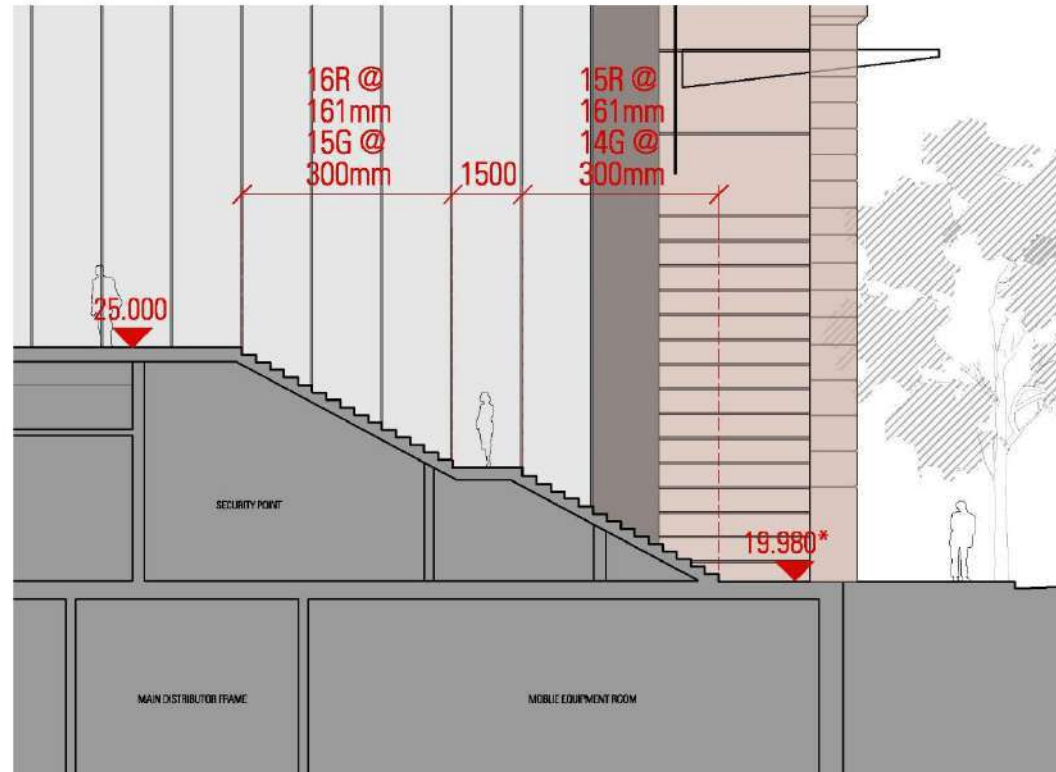 16R @
161mm
15G @
300mm
1500
15R @
161mm
14G @
300mm
25.000
19.980*
SECURITY POINT
MAIN DISTRIBUTOR FRAME
MOBLIE EQUIPMENT ROOM